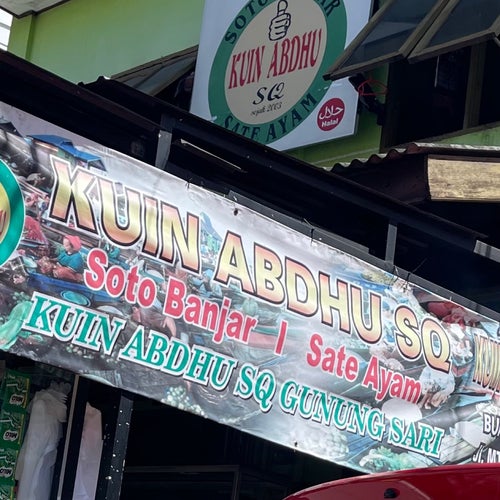 SOTO BANJAR
KUIN ABDHU
SQ
sejak 2003
SATE AYAM
حلال
Halal
KUIN ABDHU SQ
Soto Banjar I Sate Ayam
KUIN ABDHU SQ GUNUNG SARI